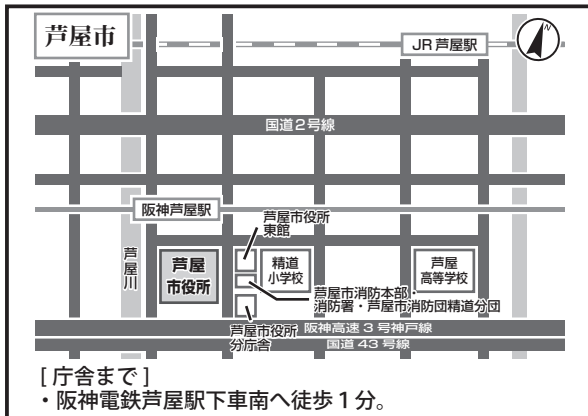 芦屋市
N
JR芦屋駅
国道2号線
阪神芦屋駅
芦屋市役所
東館
芦屋川
芦屋
市役所
精道
小学校
芦屋
高等学校
芦屋市消防本部・
消防署・芦屋市消防団精道分団
芦屋市役所
分庁舎
阪神高速3号神戸線
国道43号線
[庁舎まで]
・阪神電鉄芦屋駅下車南へ徒歩1分。